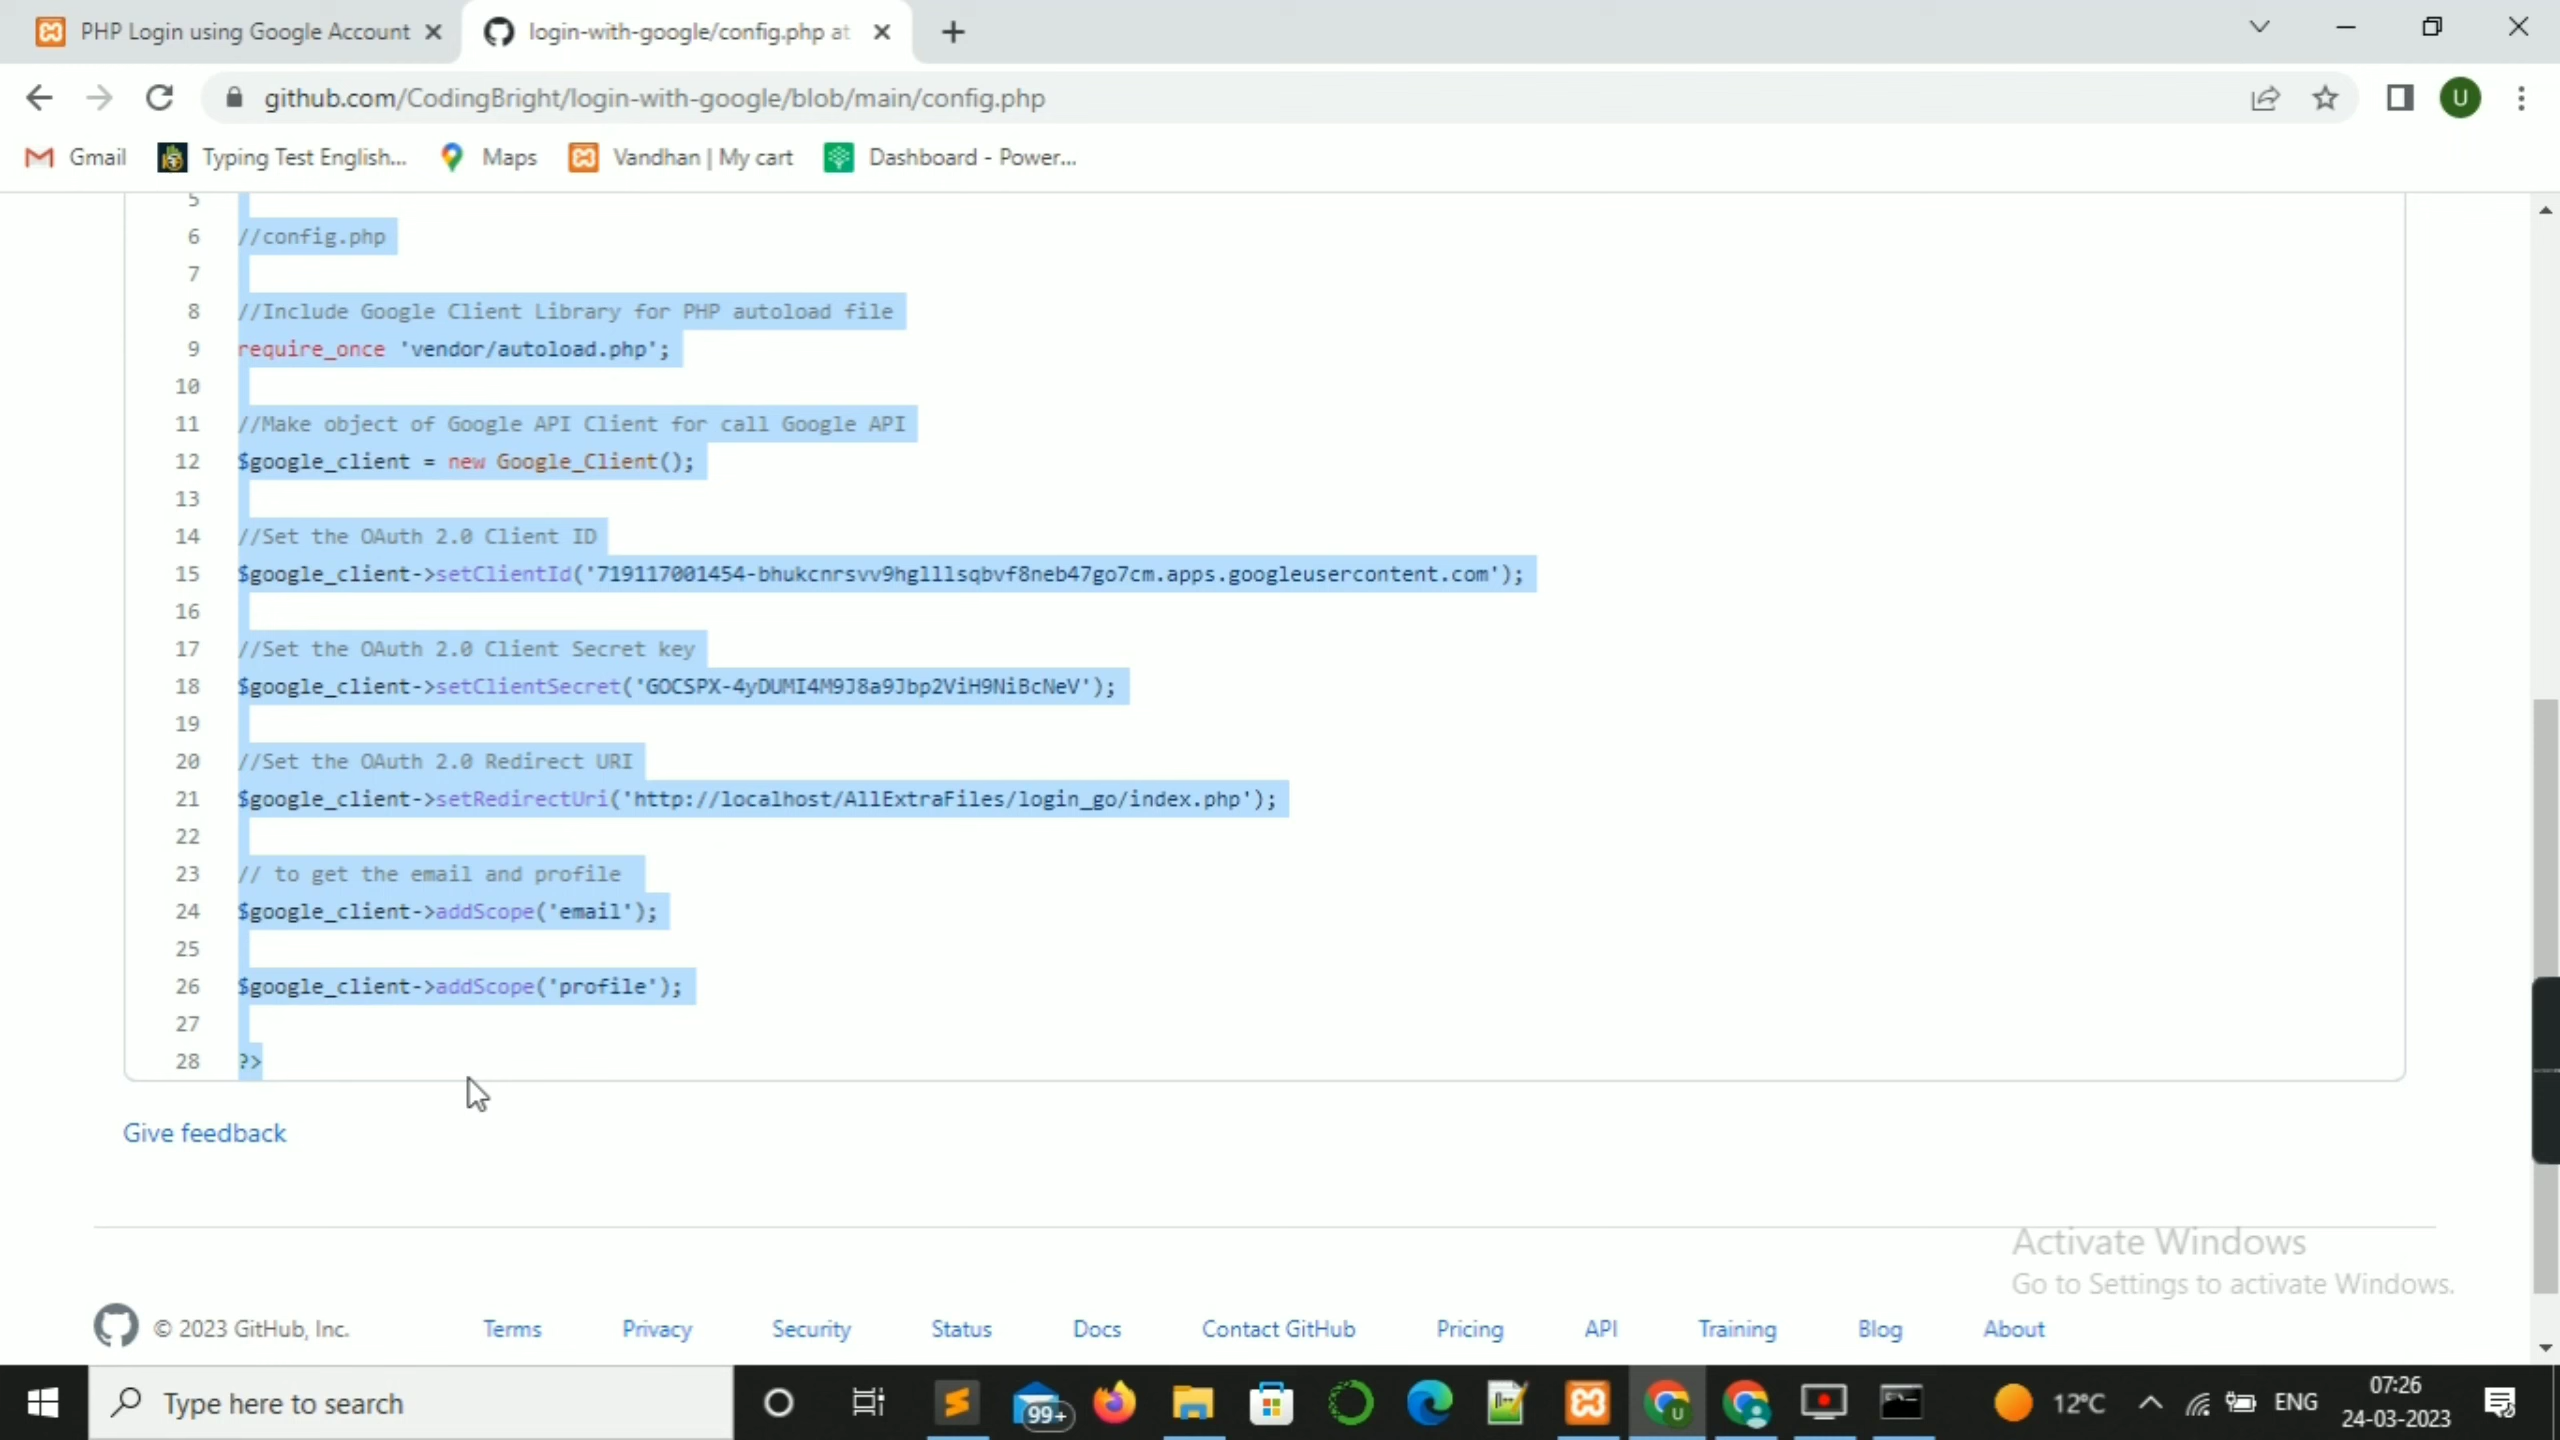 PHP Login using Google Account
login-with-google/config.php at
github.com/CodingBright/login-with-google/blob/main/config.php
U
Gmail
Typing Test English...
Maps
Vandhan | My cart
Dashboard - Power...
5
6 //config.php
7
8 //Include Google Client Library for PHP autoload file
9 require_once 'vendor/autoload.php';
10
11 //Make object of Google API Client for call Google API
12 $google_client = new Google_Client();
13
14 //Set the OAuth 2.0 Client ID
15 $google_client->setClientId('719117001454-bhukcnrsvv9hglllsqbvf8neb47go7cm.apps.googleusercontent.com');
16
17 //Set the OAuth 2.0 Client Secret key
18 $google_client->setClientSecret('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');
19
20 //Set the OAuth 2.0 Redirect URI
21 $google_client->setRedirectUri('http://localhost/AllExtraFiles/login_go/index.php');
22
23 // to get the email and profile
24 $google_client->addScope('email');
25
26 $google_client->addScope('profile');
27
28 ?>
Give feedback
Activate Windows
Go to Settings to activate Windows.
© 2023 GitHub, Inc.
Terms
Privacy
Security
Status
Docs
Contact GitHub
Pricing
API
Training
Blog
About
Type here to search
99+
U
12°C
ENG
07:26
24-03-2023